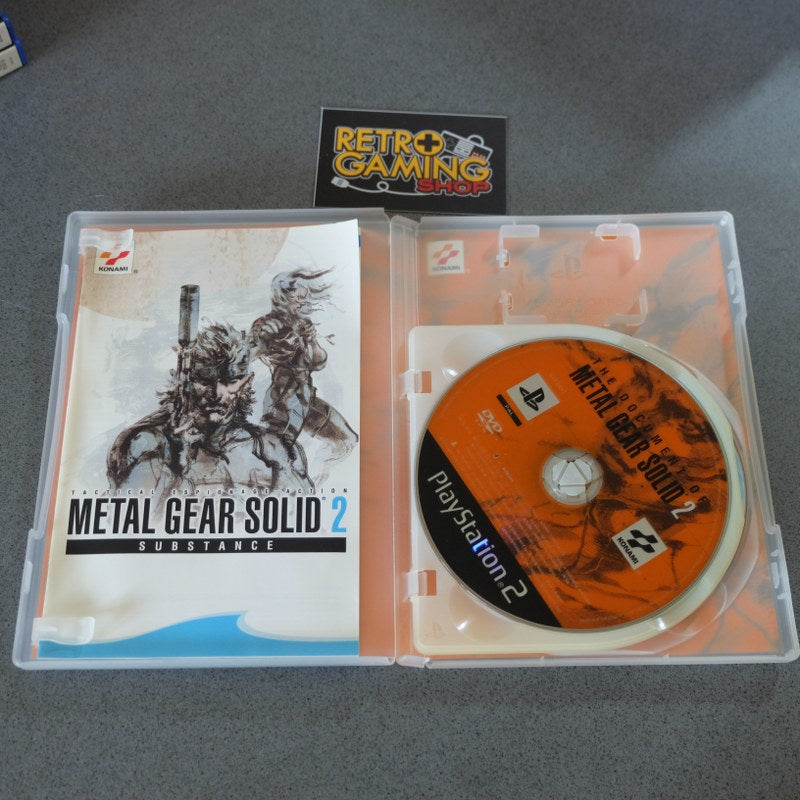 RETRO
GAMING
SHOP
KONAMI
TACTICAL ESPIONAGE ACTION
METAL GEAR SOLID 2
SUBSTANCE
THE DOCUMENT OF
METAL GEAR SOLID 2
PAL
DVD
KONAMI
PlayStation 2
KONAMI